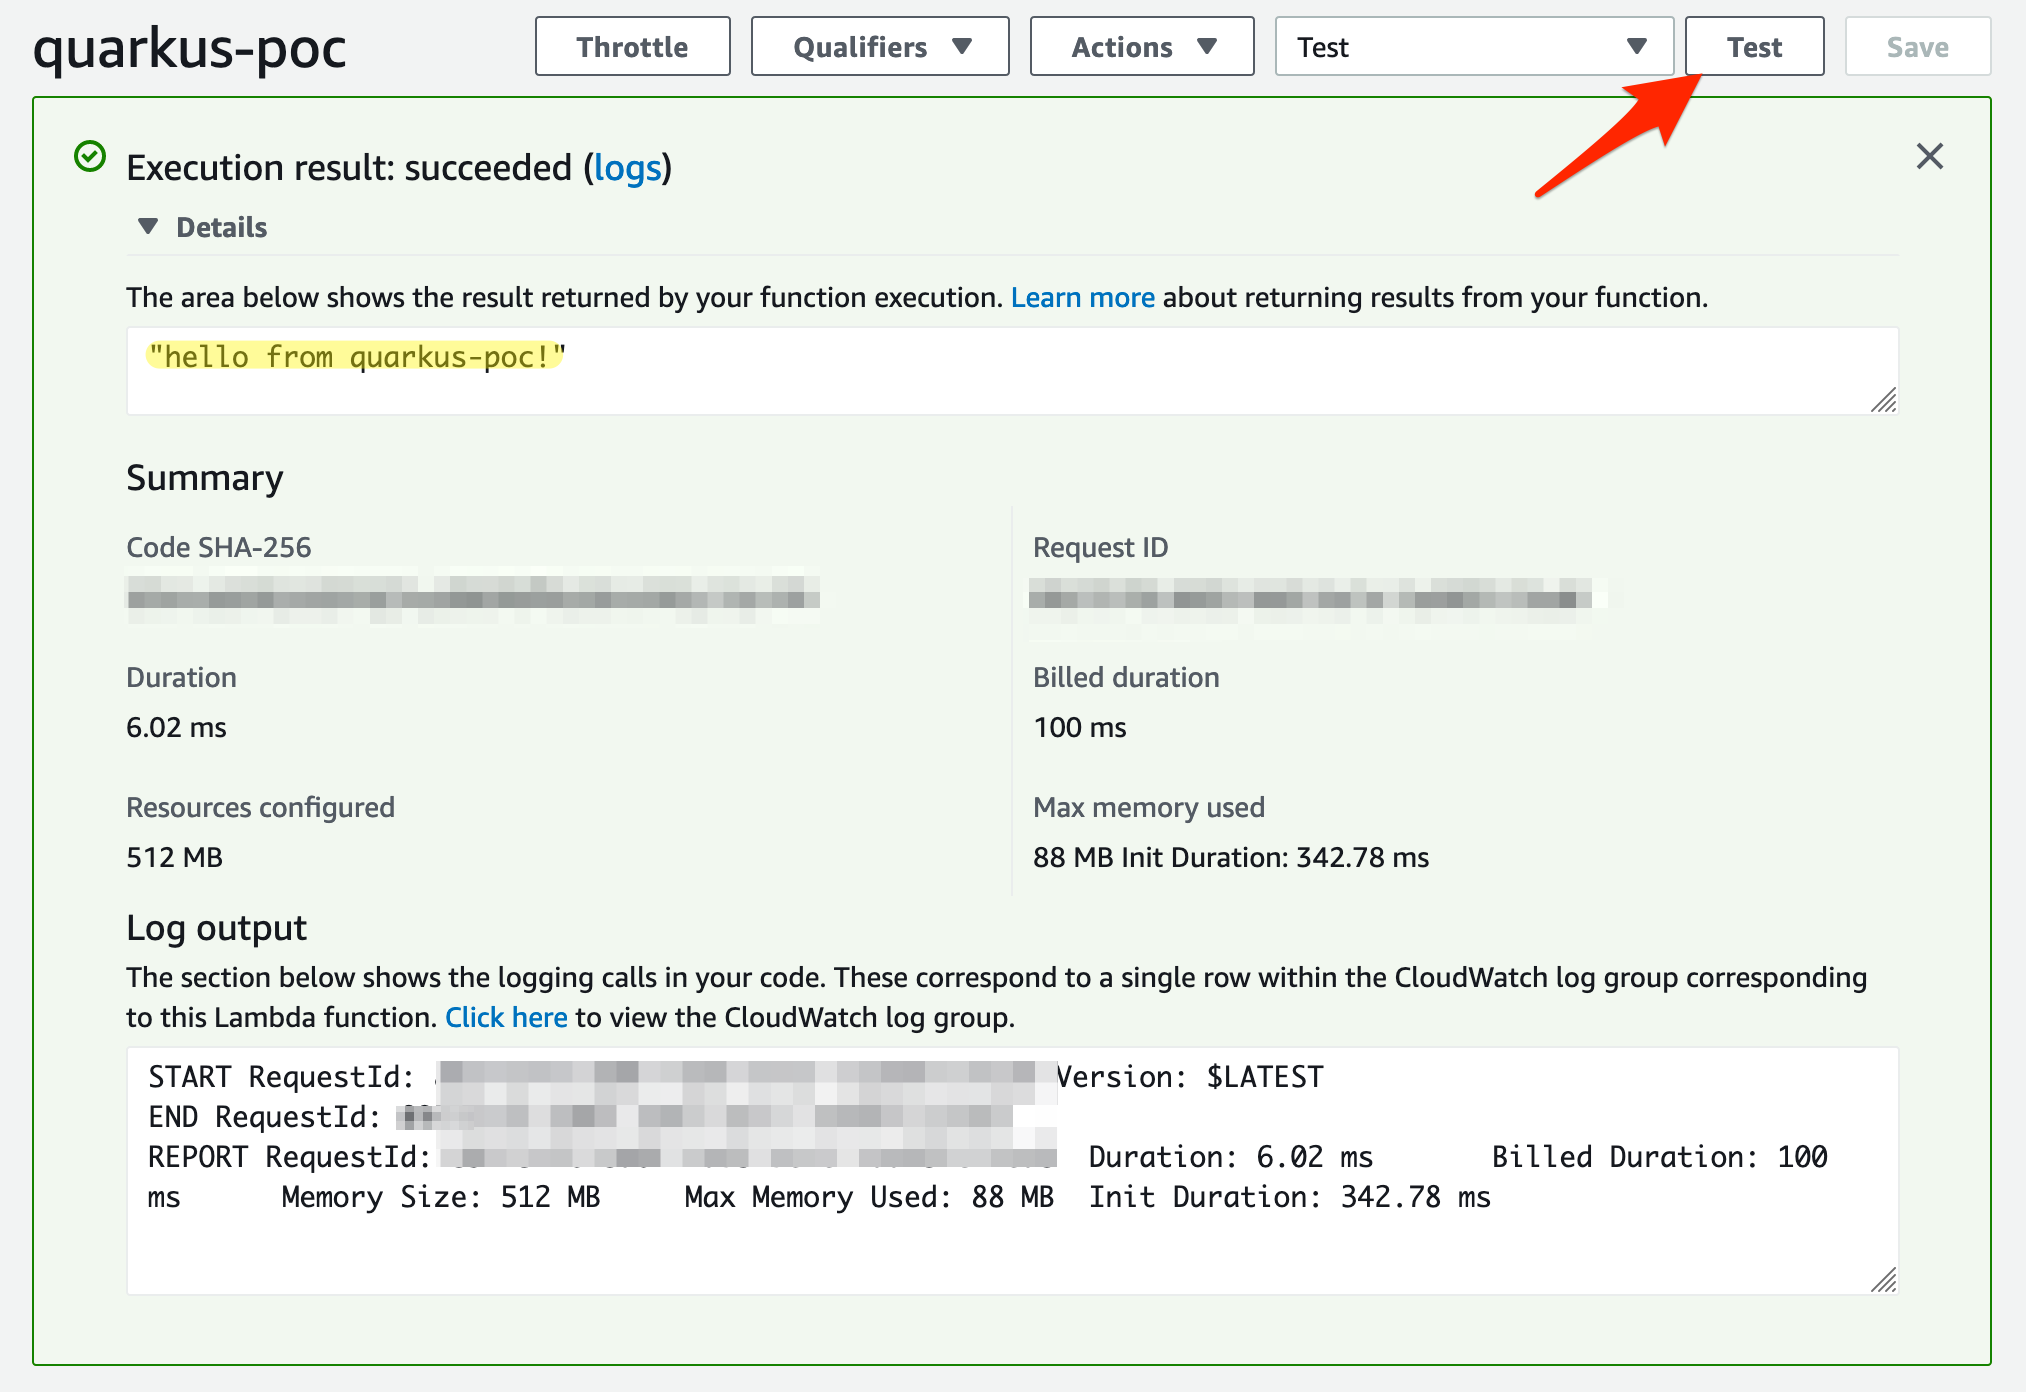 quarkus-poc
Throttle
Qualifiers
Actions
Test
Test
Save
Execution result: succeeded (logs)
Details
The area below shows the result returned by your function execution. Learn more about returning results from your function.
"hello from quarkus-poc!"
Summary
Code SHA-256
Request ID
Duration
Billed duration
6.02 ms
100 ms
Resources configured
Max memory used
512 MB
88 MB Init Duration: 342.78 ms
Log output
The section below shows the logging calls in your code. These correspond to a single row within the CloudWatch log group corresponding
to this Lambda function. Click here to view the CloudWatch log group.
START RequestId: Version: $LATEST
END RequestId:
REPORT RequestId: Duration: 6.02 ms Billed Duration: 100
ms Memory Size: 512 MB Max Memory Used: 88 MB Init Duration: 342.78 ms